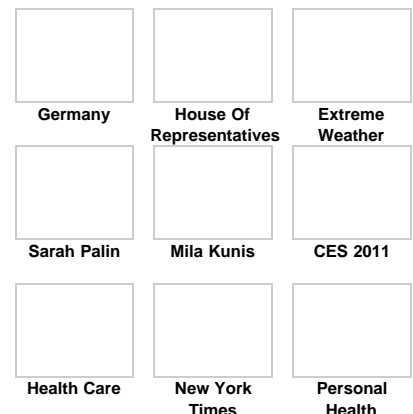 Germany
House Of
Representatives
Extreme
Weather
Sarah Palin
Mila Kunis
CES 2011
Health Care
New York
Times
Personal
Health